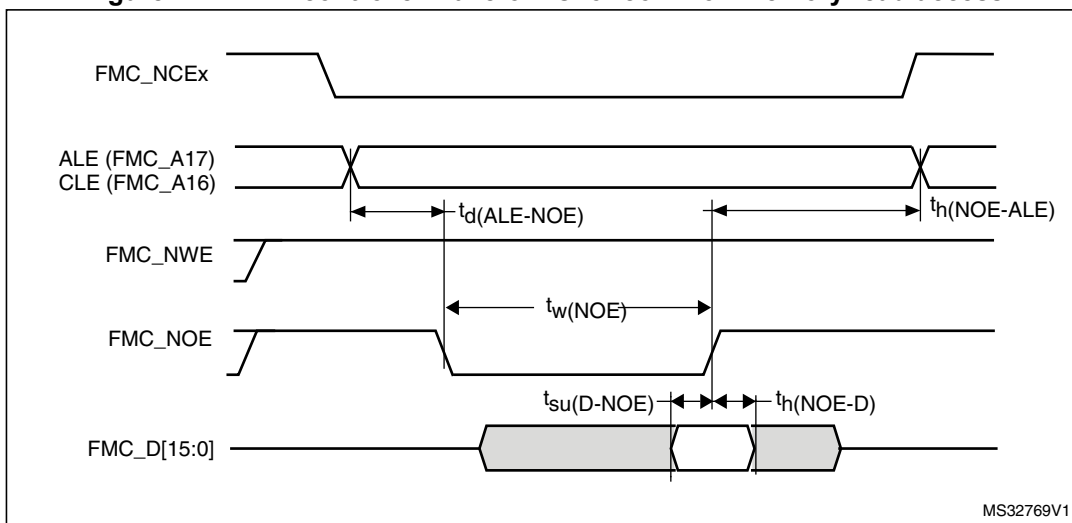 FMC_NCEx
ALE (FMC_A17)
CLE (FMC_A16)
td(ALE-NOE)
th(NOE-ALE)
FMC_NWE
tw(NOE)
FMC_NOE
tsu(D-NOE)
th(NOE-D)
FMC_D[15:0]
MS32769V1